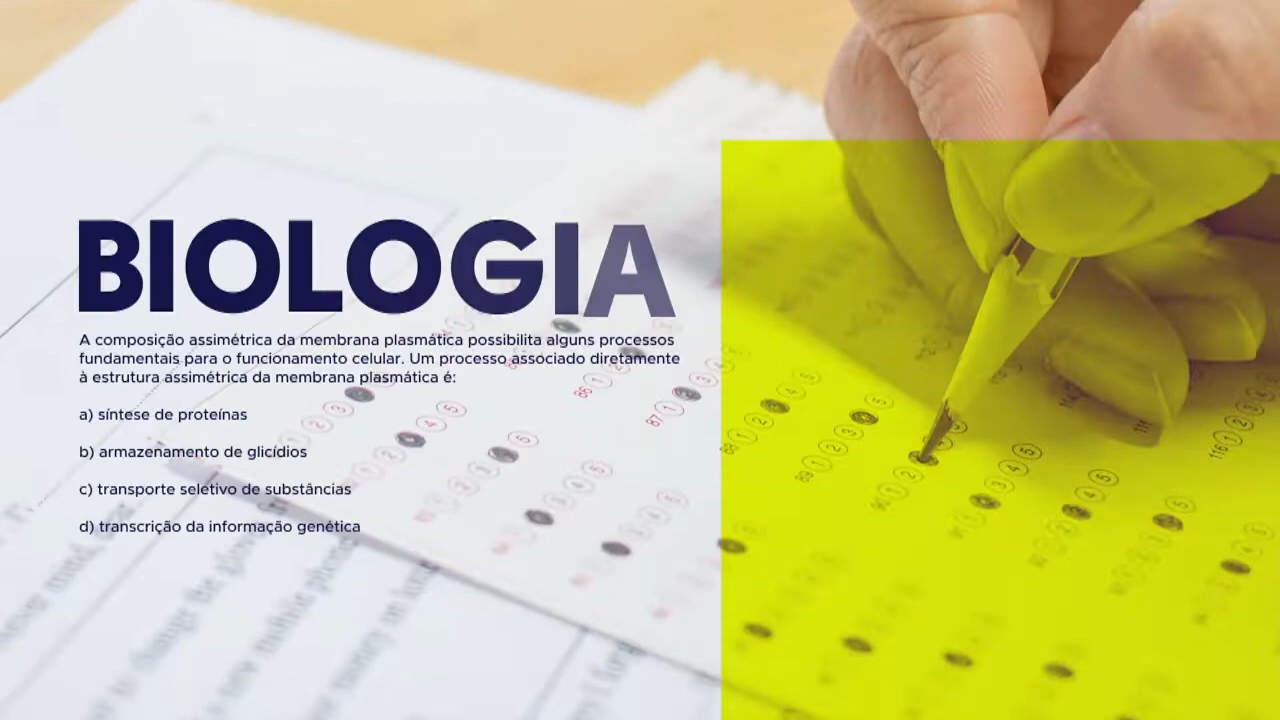 BIOLOGIA
A composição assimétrica da membrana plasmática possibilita alguns processos
fundamentais para o funcionamento celular. Um processo associado diretamente
à estrutura assimétrica da membrana plasmática é:
a) síntese de proteínas
b) armazenamento de glicídios
c) transporte seletivo de substâncias
d) transcrição da informação genética